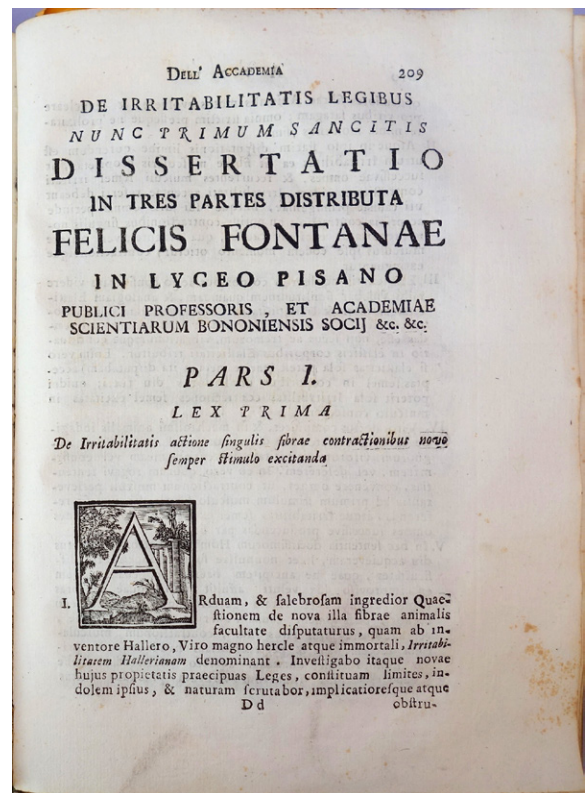 DELL' ACCADEMIA 209
DE IRRITABILITATIS LEGIBUS
NUNC PRIMUM SANCITIS
DISSERTATIO
IN TRES PARTES DISTRIBUTA
FELICIS FONTANAE
IN LYCEO PISANO
PUBLICI PROFESSORIS , ET ACADEMIAE
SCIENTIARUM BONONIENSIS SOCIJ &c. &c.
PARS I.
LEX PRIMA
De Irritabilitatis actione ſingulis fibrae contractionibus novo
ſemper ſtimulo excitanda
I. ARduam, & ſalebroſam ingredior Quae-
ſtionem de nova illa fibrae animalis
facultate diſputaturus, quam ab in-
ventore Hallero, Viro magno hercle atque immortali, Irritabi-
litatem Hallerianam denominant . Inveſtigabo itaque novae
hujus propietatis praecipuas Leges, conſtituam limites, in-
dolem ipſius, & naturam ſcrutabor, implicatioreſque atque
D d obſtru-